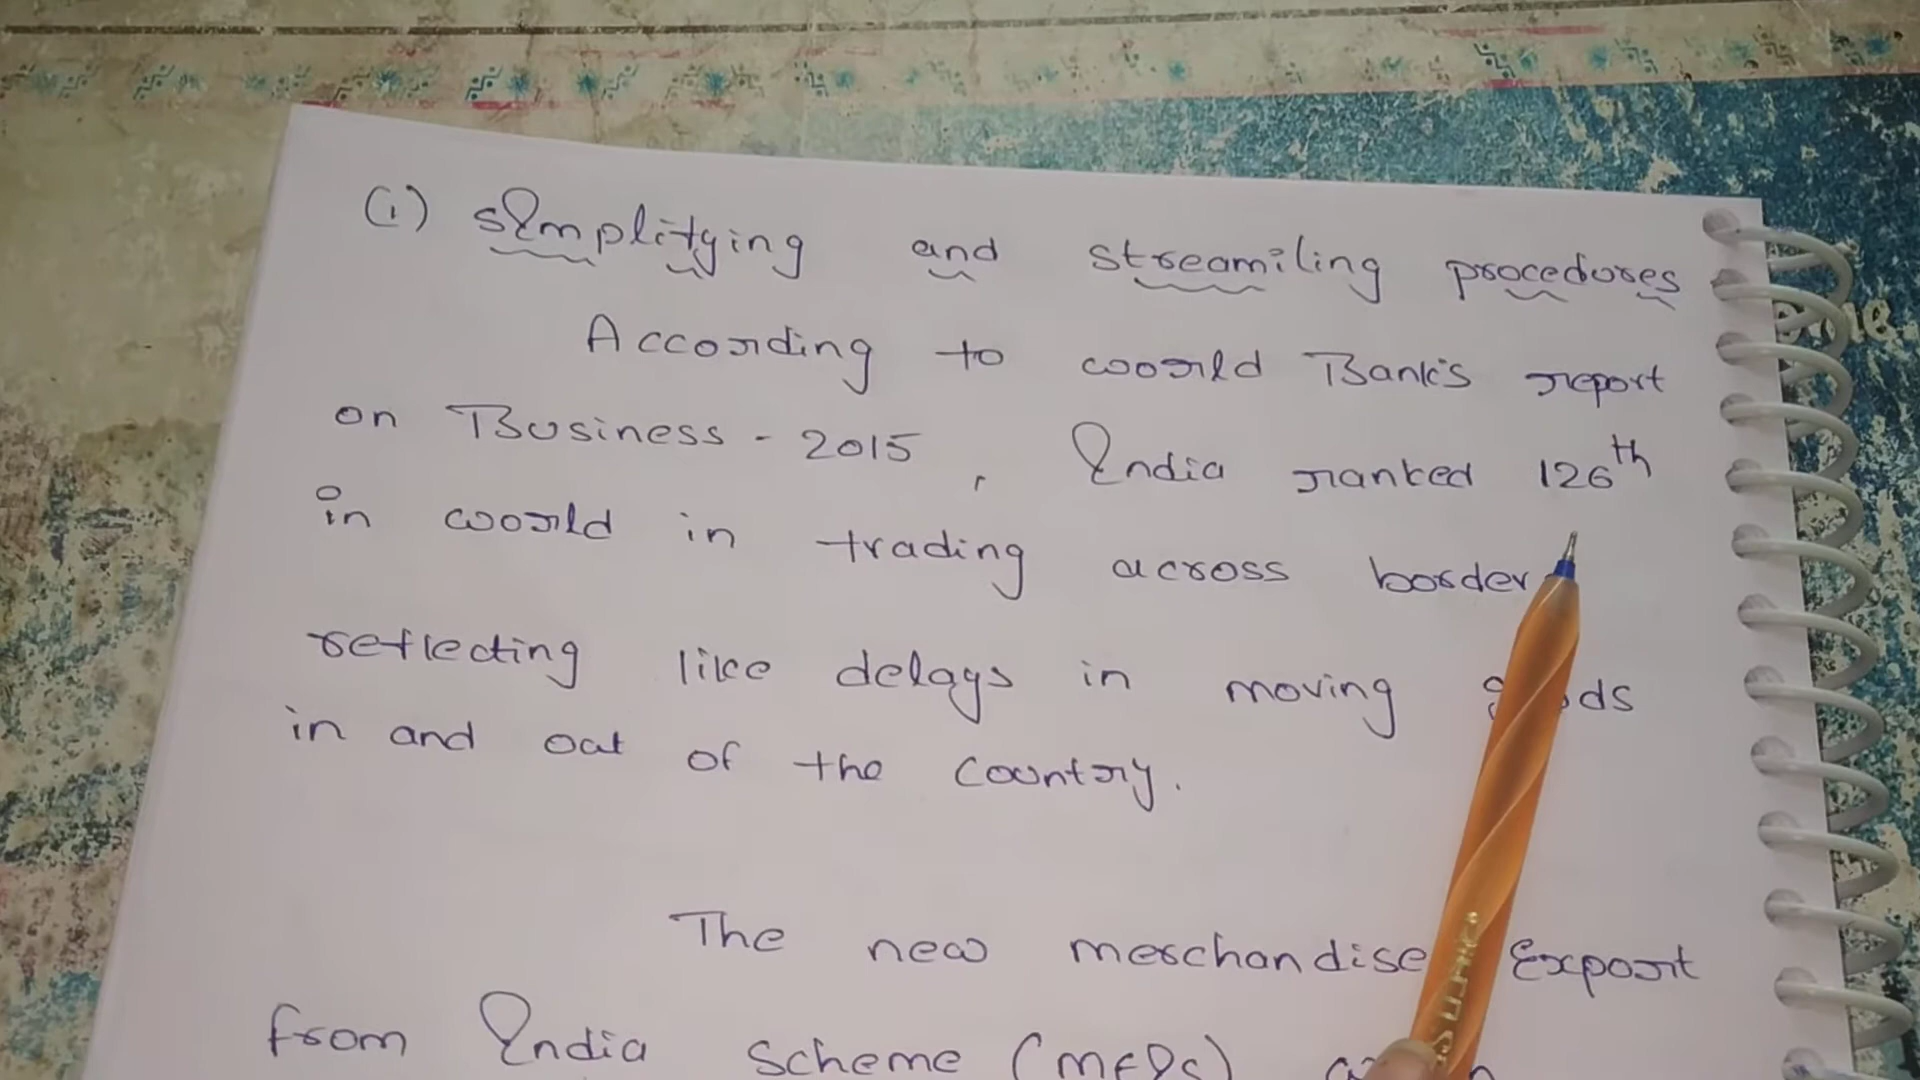 (i) simplifying and streamiling procedures
According to world Bank's report
on Business - 2015, India ranked 126th
in world in trading across border
reflecting like delays in moving goods
in and out of the country.
The new merchandise Export
from India scheme (MEIS)